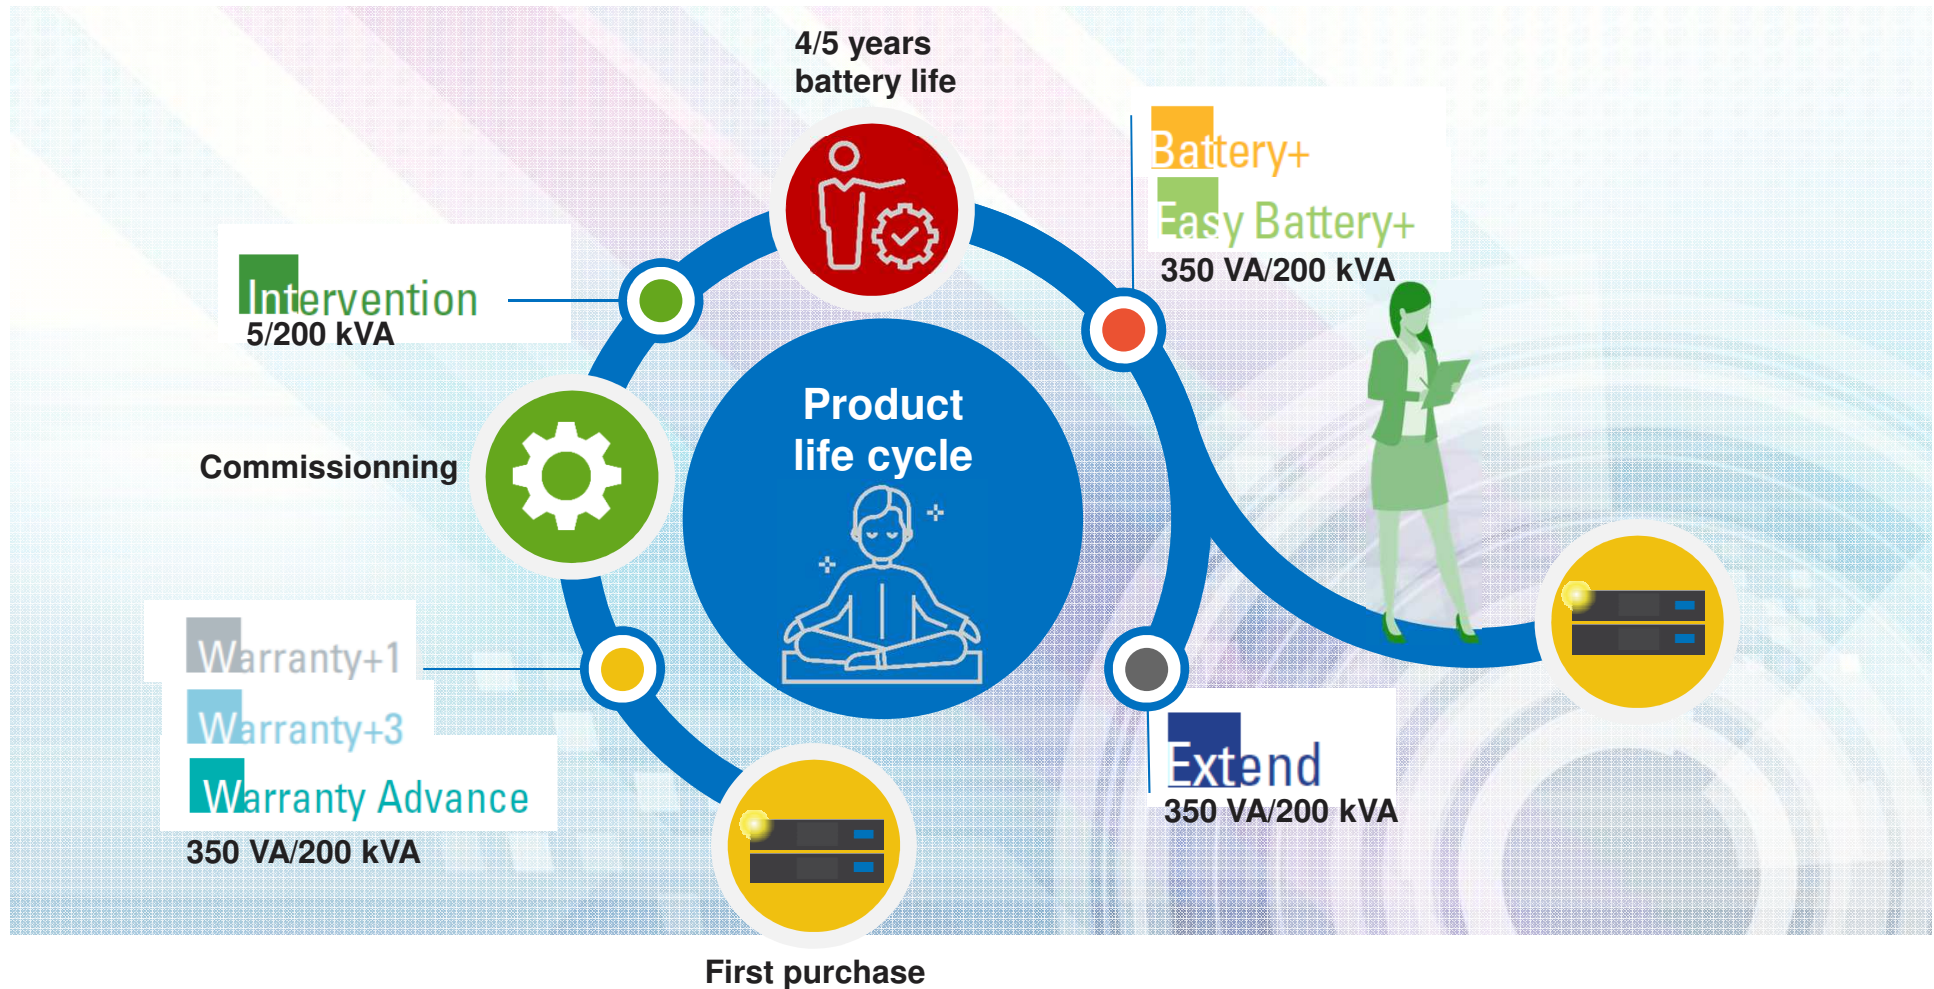 4/5 years
battery life
Battery+
Easy Battery+
350 VA/200 kVA
Intervention
5/200 kVA
Product
life cycle
Commissionning
Warranty+1
Warranty+3
Warranty Advance
350 VA/200 kVA
Extend
350 VA/200 kVA
First purchase